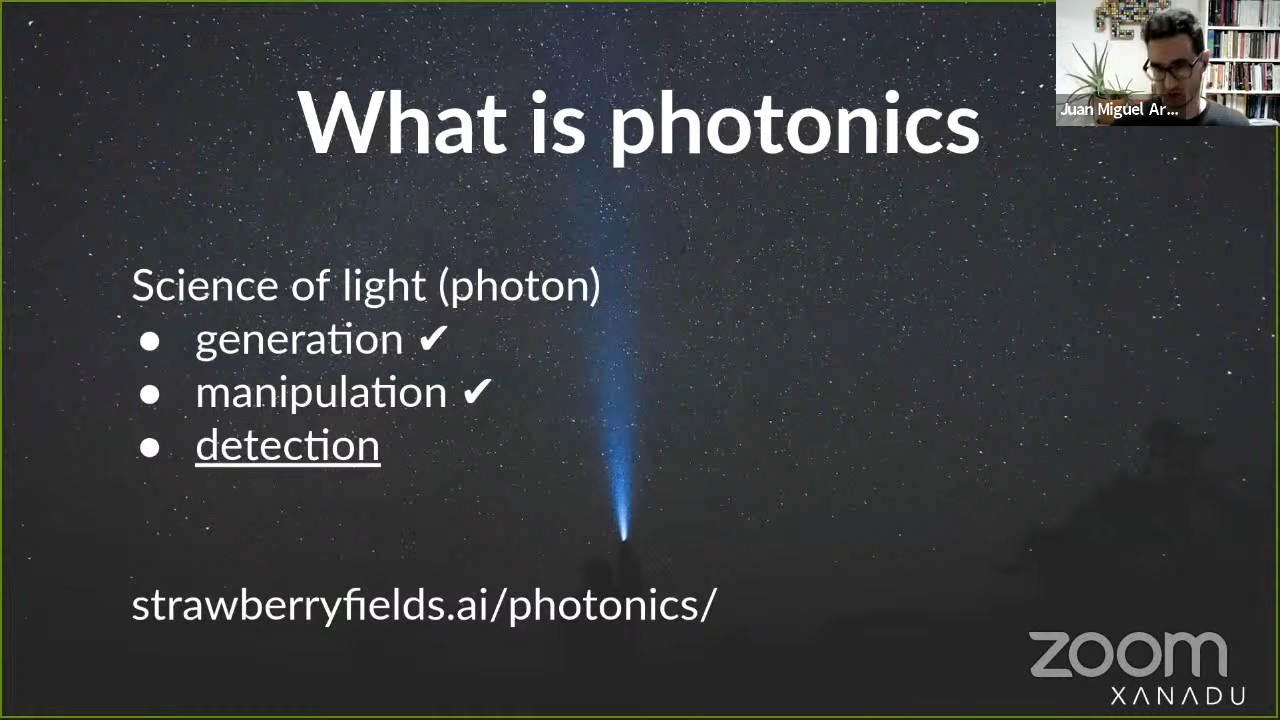 What is photonics
Juan Miguel Ar...
Science of light (photon)
● generation ✔
● manipulation ✔
● detection
strawberryfields.ai/photonics/
zoom
XANADU